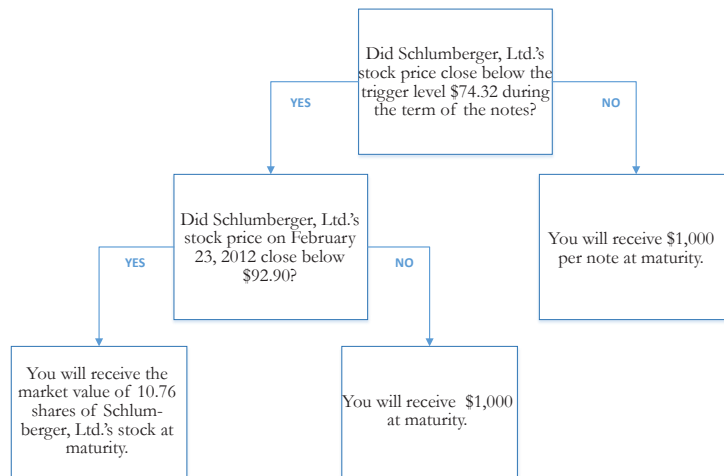 Did Schlumberger, Ltd.'s
stock price close below the
trigger level $74.32 during
the term of the notes?
YES
NO
Did Schlumberger, Ltd.'s
stock price on February
23, 2012 close below
$92.90?
You will receive $1,000
per note at maturity.
YES
NO
You will receive the
market value of 10.76
shares of Schlum-
berger, Ltd.'s stock at
maturity.
You will receive $1,000
at maturity.